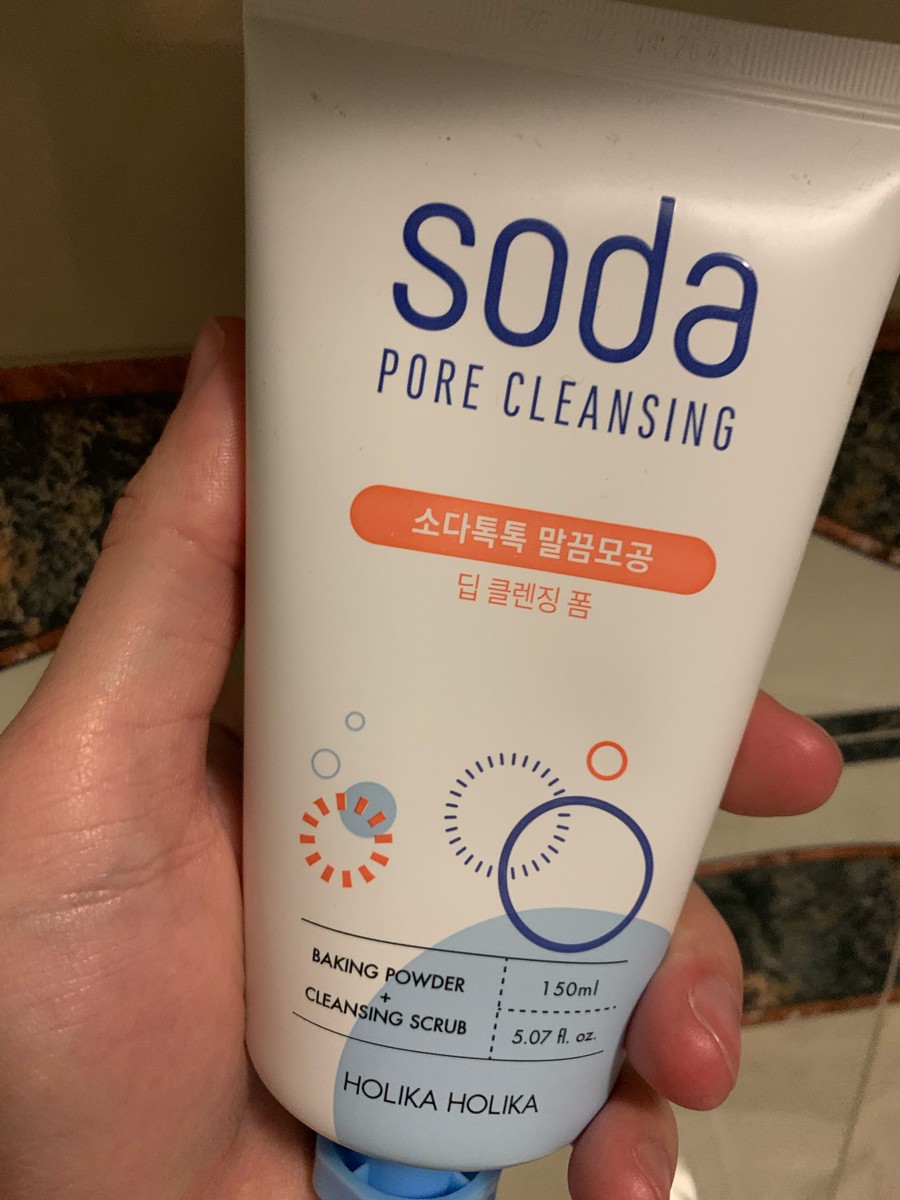 soda
PORE CLEANSING
소다톡톡 말끔모공
딥 클렌징 폼
BAKING POWDER
+
CLEANSING SCRUB
150ml
5.07 fl. oz.
HOLIKA HOLIKA